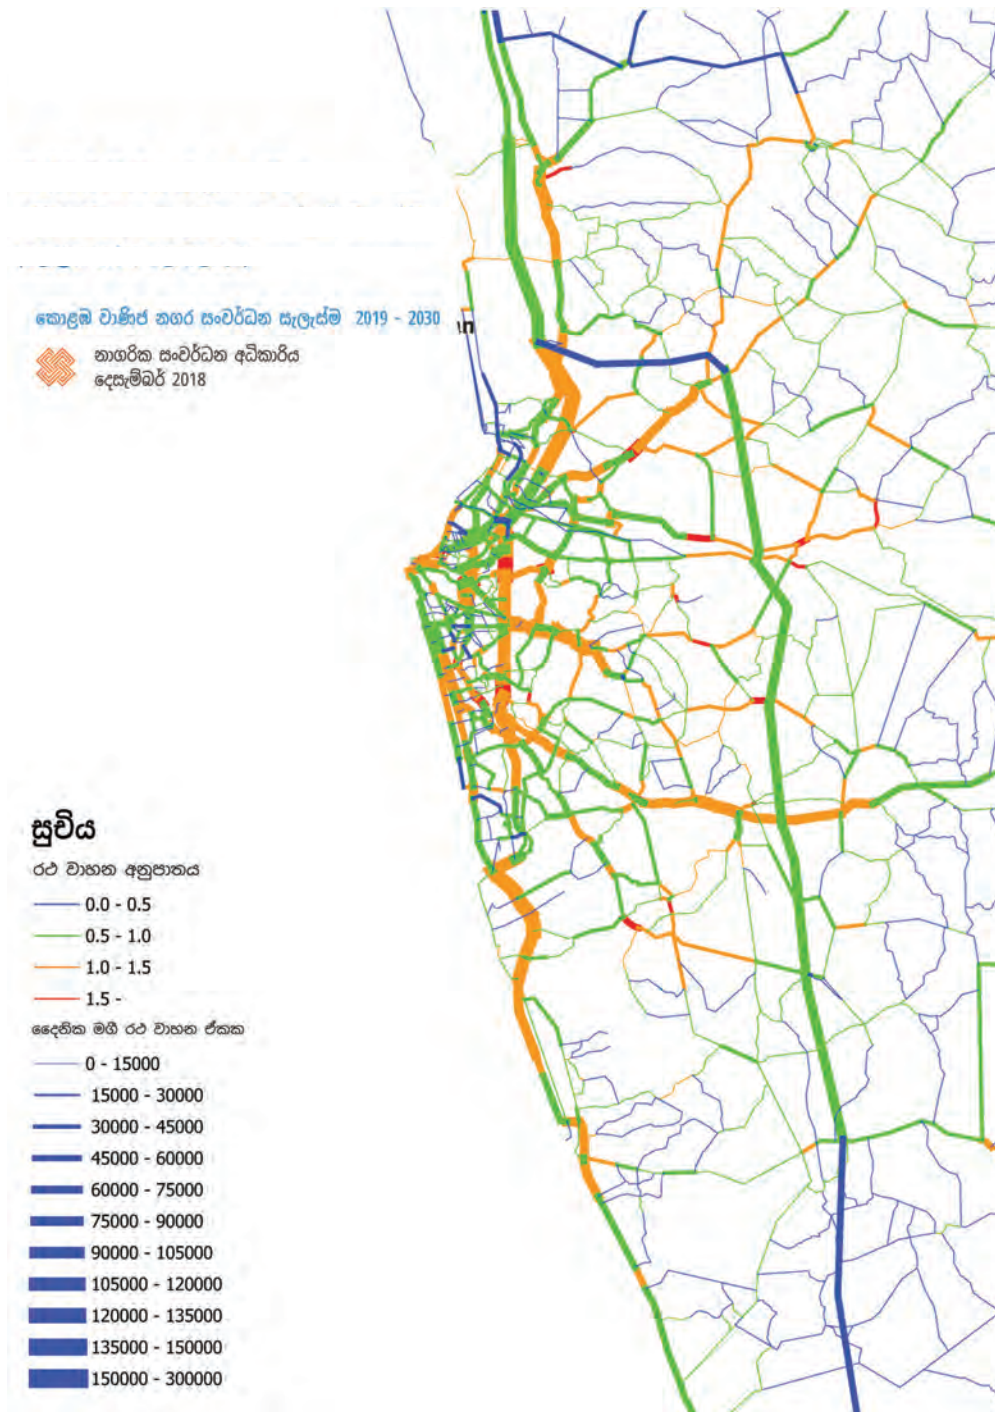 කොළඹ වාණිජ නගර සංවර්ධන සැලැස්ම 2019 - 2030
නාගරික සංවර්ධන අධිකාරිය
දෙසැම්බර් 2018
සුචිය
රථ වාහන අනුපාතය
0.0 - 0.5
0.5 - 1.0
1.0 - 1.5
1.5 -
දෛනික මගී රථ වාහන ඒකක
0 - 15000
15000 - 30000
30000 - 45000
45000 - 60000
60000 - 75000
75000 - 90000
90000 - 105000
105000 - 120000
120000 - 135000
135000 - 150000
150000 - 300000